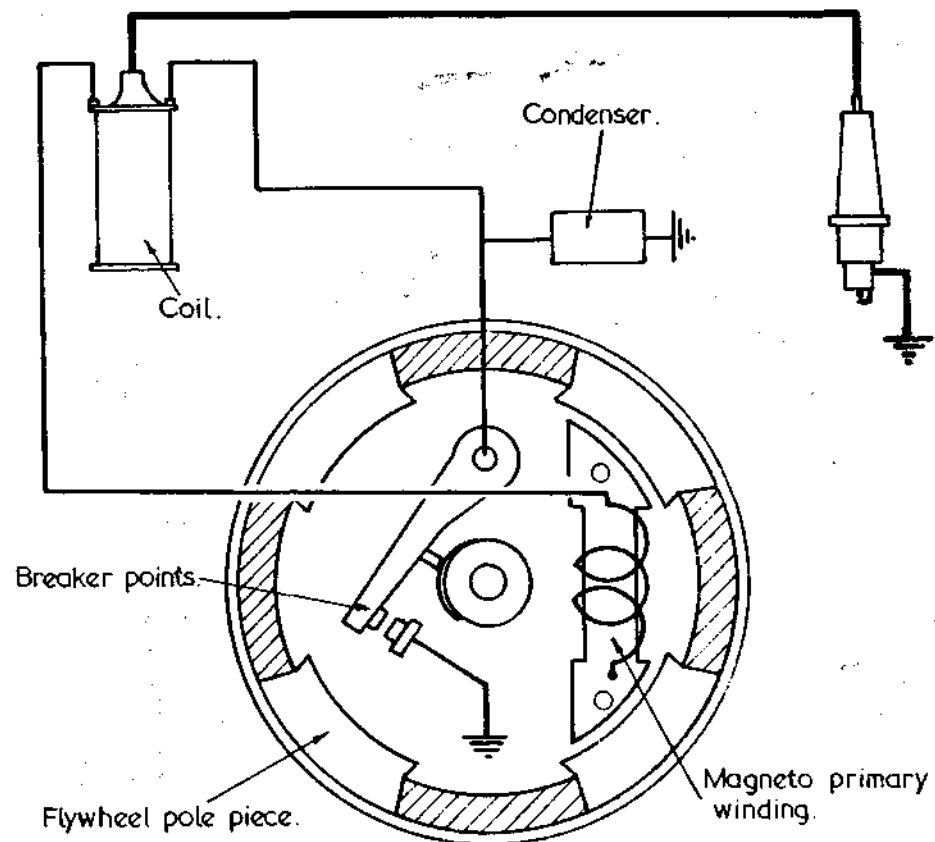 Condenser.
Coil.
Breaker points.
Flywheel pole piece.
Magneto primary
winding.